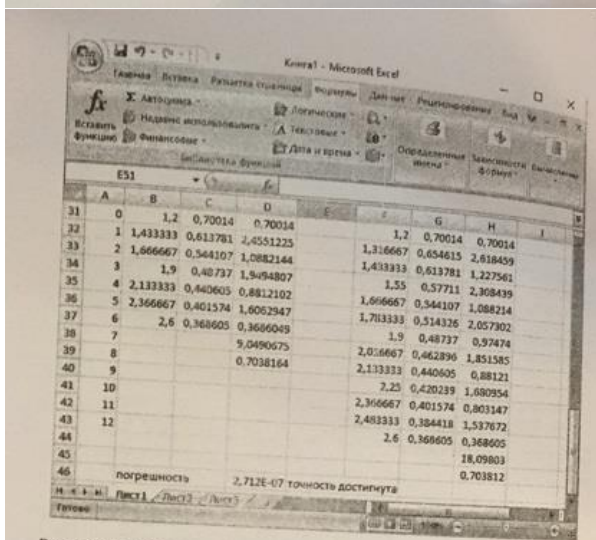 Книга1 - Microsoft Excel
Главная Вставка Разметка страницы Формулы Данные Рецензирование Вид
Вставить функцию
Σ Автосумма
Недавно использовались
Финансовые
Логические
Текстовые
Дата и время
Определенные имена
Зависимости формул
Вычисление
Библиотека функций
E51 fx
A B C D E F G H I
31 0 1,2 0,70014 0,70014 1,2 0,70014 0,70014
32 1 1,433333 0,613781 2,4551225 1,316667 0,654615 2,618459
33 2 1,666667 0,544107 1,0882144 1,433333 0,613781 1,227561
34 3 1,9 0,48737 1,9494807 1,55 0,57711 2,308439
35 4 2,133333 0,440605 0,8812102 1,666667 0,544107 1,088214
36 5 2,366667 0,401574 1,6062947 1,783333 0,514326 2,057302
37 6 2,6 0,368605 0,3686049 1,9 0,48737 0,97474
38 7 9,0490675 2,016667 0,462896 1,851585
39 8 0,7038164 2,133333 0,440605 0,88121
40 9 2,25 0,420239 1,680954
41 10 2,366667 0,401574 0,803147
42 11 2,483333 0,384418 1,537672
43 12 2,6 0,368605 0,368605
44 18,09803
45 0,703812
46 погрешность 2,712E-07 точность достигнута
Лист1 Лист2 Лист3
Готово